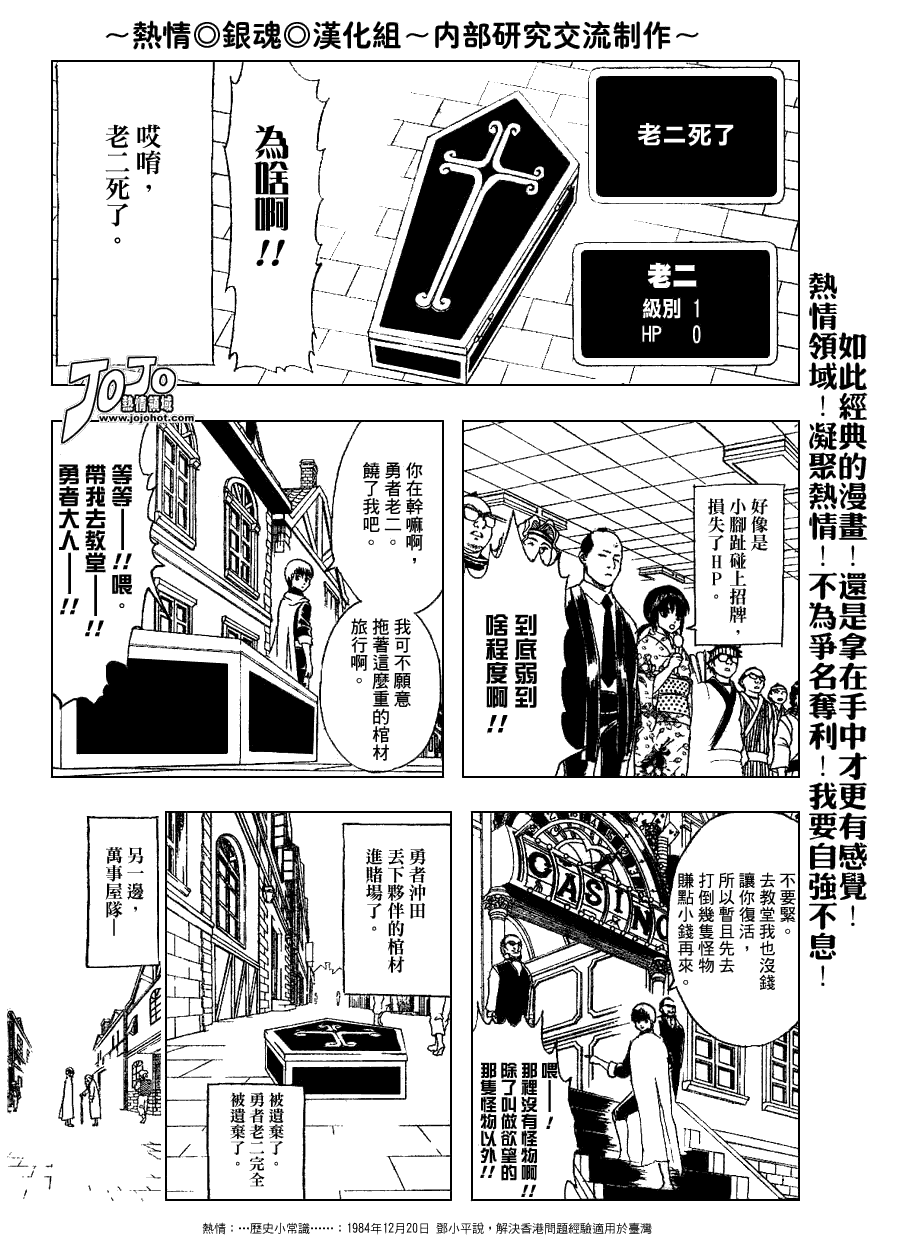 ～熱情◎銀魂◎漢化組～内部研究交流制作～
老二死了
老二
級別 1
HP 0
為啥啊!!
哎唷，
老二死了。
JOJO
熱情領域
www.jojohot.com
如此經典的漫畫！還是拿在手中才更有感覺！
熱情領域！凝聚熱情！不為爭名奪利！我要自強不息！
好像是
小腳趾碰上招牌，
損失了HP。
到底弱到
啥程度啊!!
你在幹嘛啊，
勇者老二。
饒了我吧。
我可不願意
拖著這麼重的棺材
旅行啊。
等等——!!喂。
帶我去教堂——!!
勇者大人——!!
不要緊。
去教堂我也沒錢
讓你復活，
所以暫且先去
打倒幾隻怪物
賺點小錢再來。
CASINO
喂——！
那裡沒有怪物啊!!
除了叫做欲望的
那隻怪物以外!!
勇者沖田
丟下夥伴的棺材
進賭場了。
被遺棄了。
勇者老二完全
被遺棄了。
另一邊，
萬事屋隊—
熱情：…歷史小常識……：1984年12月20日 鄧小平說，解決香港問題經驗適用於臺灣